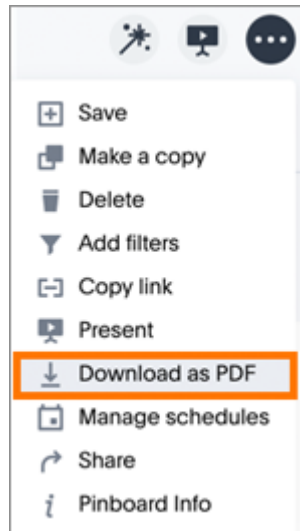 Save
Make a copy
Delete
Add filters
Copy link
Present
Download as PDF
Manage schedules
Share
Pinboard Info